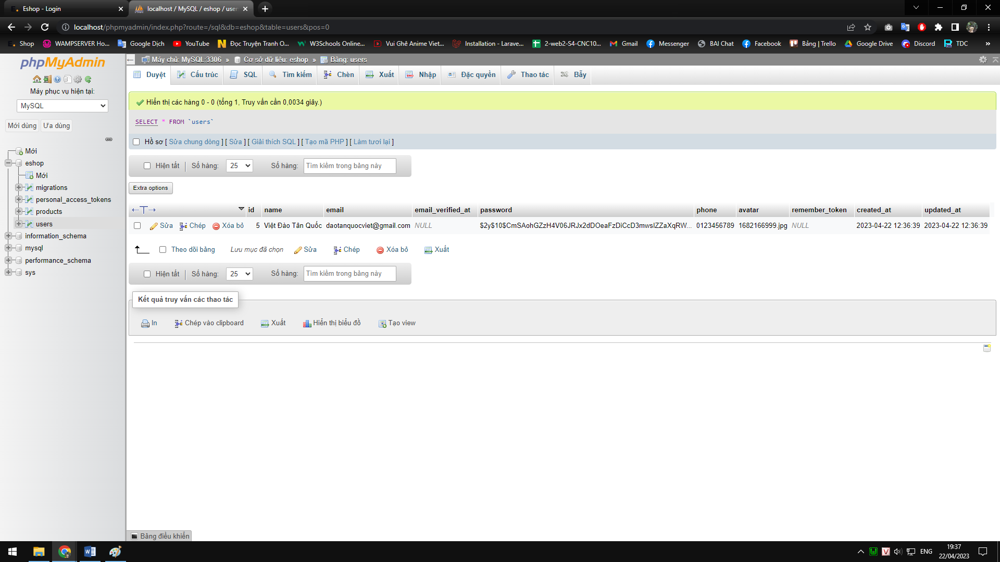 Eshop - Login
localhost / MySQL / eshop / user
localhost/phpmyadmin/index.php?route=/sql&db=eshop&table=users&pos=0
Shop WAMPSERVER Ho... Google Dịch YouTube Đọc Truyện Tranh O... W3Schools Online... Vui Ghê Anime Viet... Installation - Larave... 2-web2-S4-CNC10... Gmail Messenger BAI Chat Facebook Bảng | Trello Google Drive Discord TDC »
phpMyAdmin
Máy phục vụ hiện tại:
MySQL
Mới dùng Ưa dùng
Mới
eshop
Mới
migrations
personal_access_tokens
products
users
information_schema
mysql
performance_schema
sys
Máy chủ: MySQL:3306 » Cơ sở dữ liệu: eshop » Bảng: users
Duyệt Cấu trúc SQL Tìm kiếm Chèn Xuất Nhập Đặc quyền Thao tác Bẫy
Hiển thị các hàng 0 - 0 (tổng 1, Truy vấn cần 0,0034 giây.)
SELECT * FROM `users`
Hồ sơ [ Sửa chung dòng ] [ Sửa ] [ Giải thích SQL ] [ Tạo mã PHP ] [ Làm tươi lại ]
Hiện tất Số hàng: 25 Số hàng: Tìm kiếm trong bảng này
Extra options
id name email email_verified_at password phone avatar remember_token created_at updated_at
Sửa Chép Xóa bỏ 5 Việt Đào Tân Quốc daotanquocviet@gmail.com NULL $2y$10$CmSAohGZzH4V06JRJx2dDOeaFzDiCcD3mwslZZaXqRW... 0123456789 1682166999.jpg NULL 2023-04-22 12:36:39 2023-04-22 12:36:39
Theo dõi bảng Lưu mục đã chọn Sửa Chép Xóa bỏ Xuất
Hiện tất Số hàng: 25 Số hàng: Tìm kiếm trong bảng này
Kết quả truy vấn các thao tác
In Chép vào clipboard Xuất Hiển thị biểu đồ Tạo view
Bảng điều khiển
ENG
19:37
22/04/2023